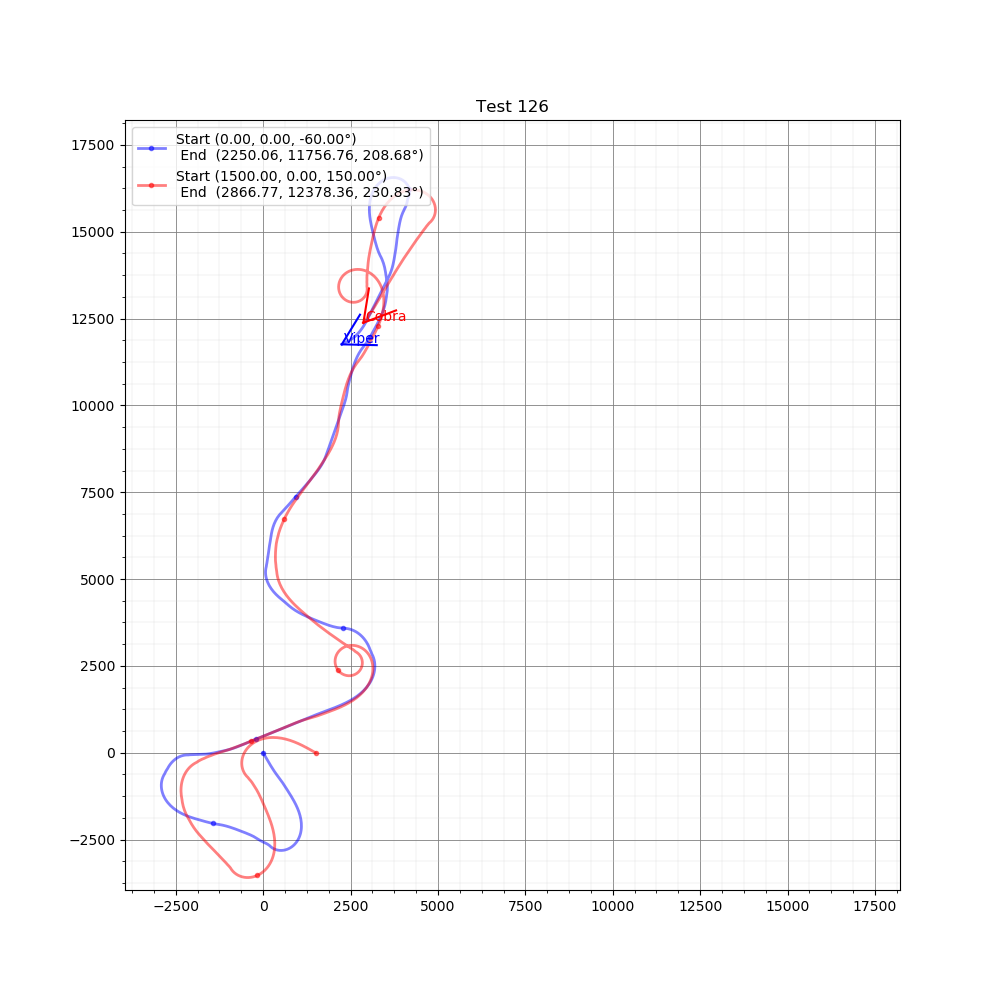 Test 126
Start (0.00, 0.00, -60.00°)
End  (2250.06, 11756.76, 208.68°)
Start (1500.00, 0.00, 150.00°)
End  (2866.77, 12378.36, 230.83°)
17500
15000
12500
10000
7500
5000
2500
0
−2500
Cobra
Viper
−2500 0 2500 5000 7500 10000 12500 15000 17500